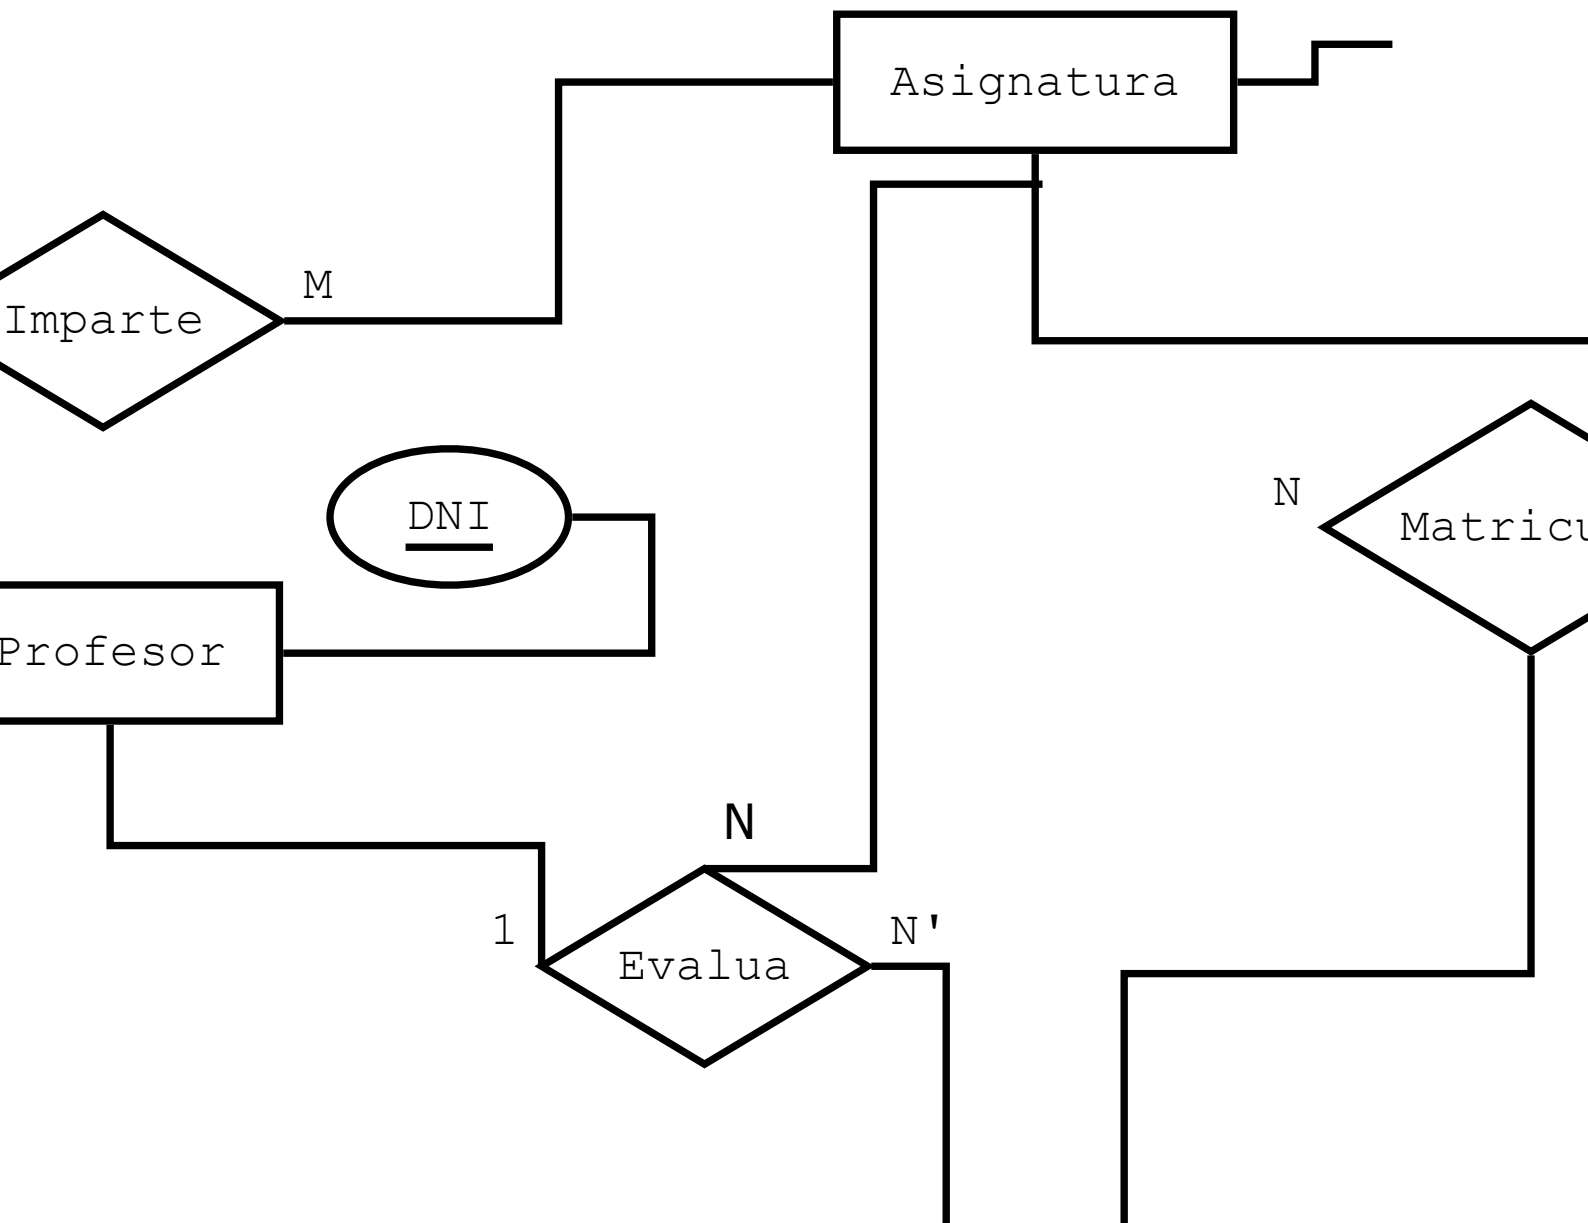 Asignatura
M
Imparte
DNI
N
Matricu
Profesor
N
1
N'
Evalua